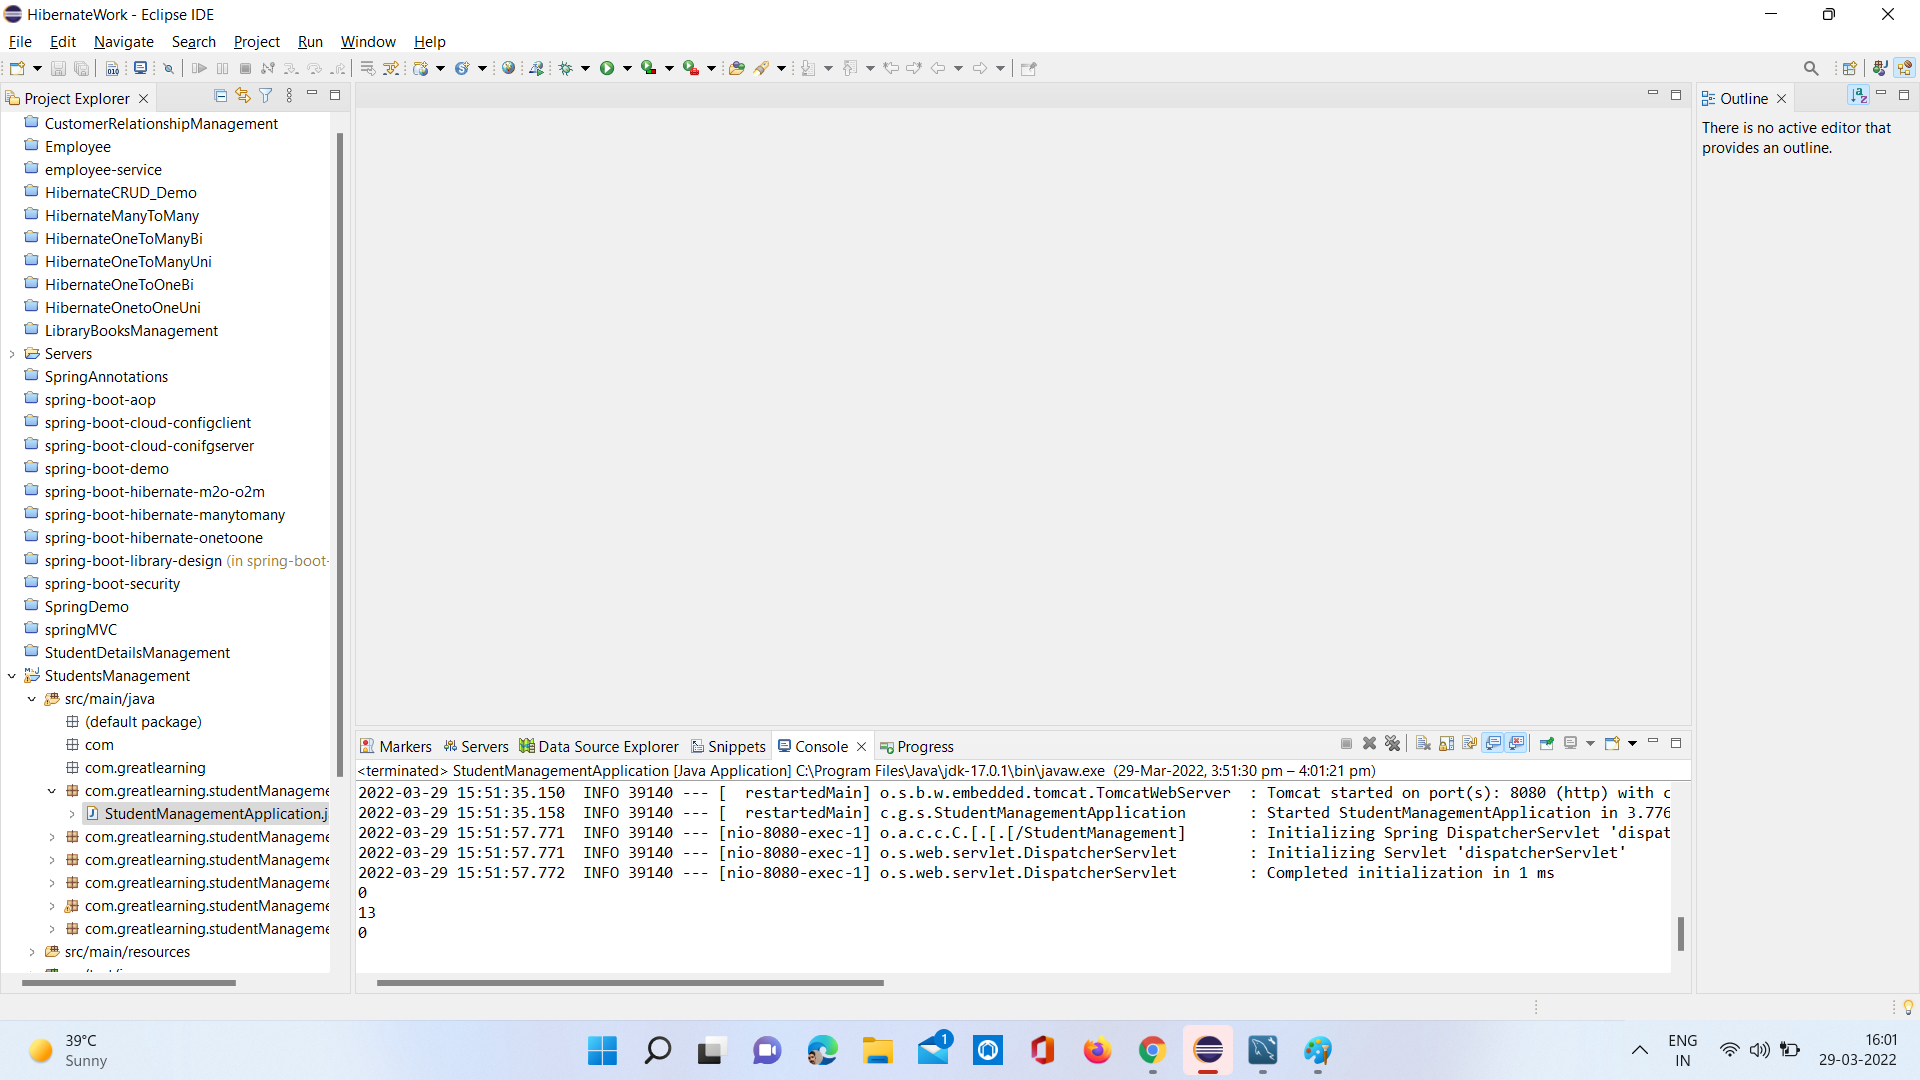 HibernateWork - Eclipse IDE
File Edit Navigate Search Project Run Window Help
Project Explorer
CustomerRelationshipManagement
Employee
employee-service
HibernateCRUD_Demo
HibernateManyToMany
HibernateOneToManyBi
HibernateOneToManyUni
HibernateOneToOneBi
HibernateOnetoOneUni
LibraryBooksManagement
Servers
SpringAnnotations
spring-boot-aop
spring-boot-cloud-configclient
spring-boot-cloud-conifgserver
spring-boot-demo
spring-boot-hibernate-m2o-o2m
spring-boot-hibernate-manytomany
spring-boot-hibernate-onetoone
spring-boot-library-design (in spring-boot-
spring-boot-security
SpringDemo
springMVC
StudentDetailsManagement
StudentsManagement
src/main/java
(default package)
com
com.greatlearning
com.greatlearning.studentManageme
StudentManagementApplication.j
com.greatlearning.studentManageme
com.greatlearning.studentManageme
com.greatlearning.studentManageme
com.greatlearning.studentManageme
com.greatlearning.studentManageme
src/main/resources
Outline
There is no active editor that
provides an outline.
Markers Servers Data Source Explorer Snippets Console Progress
<terminated> StudentManagementApplication [Java Application] C:\Program Files\Java\jdk-17.0.1\bin\javaw.exe (29-Mar-2022, 3:51:30 pm – 4:01:21 pm)
2022-03-29 15:51:35.150 INFO 39140 --- [ restartedMain] o.s.b.w.embedded.tomcat.TomcatWebServer : Tomcat started on port(s): 8080 (http) with c
2022-03-29 15:51:35.158 INFO 39140 --- [ restartedMain] c.g.s.StudentManagementApplication : Started StudentManagementApplication in 3.776
2022-03-29 15:51:57.771 INFO 39140 --- [nio-8080-exec-1] o.a.c.c.C.[.[.[/StudentManagement] : Initializing Spring DispatcherServlet 'dispat
2022-03-29 15:51:57.771 INFO 39140 --- [nio-8080-exec-1] o.s.web.servlet.DispatcherServlet : Initializing Servlet 'dispatcherServlet'
2022-03-29 15:51:57.772 INFO 39140 --- [nio-8080-exec-1] o.s.web.servlet.DispatcherServlet : Completed initialization in 1 ms
0
13
0
39°C
Sunny
1
ENG
IN
16:01
29-03-2022